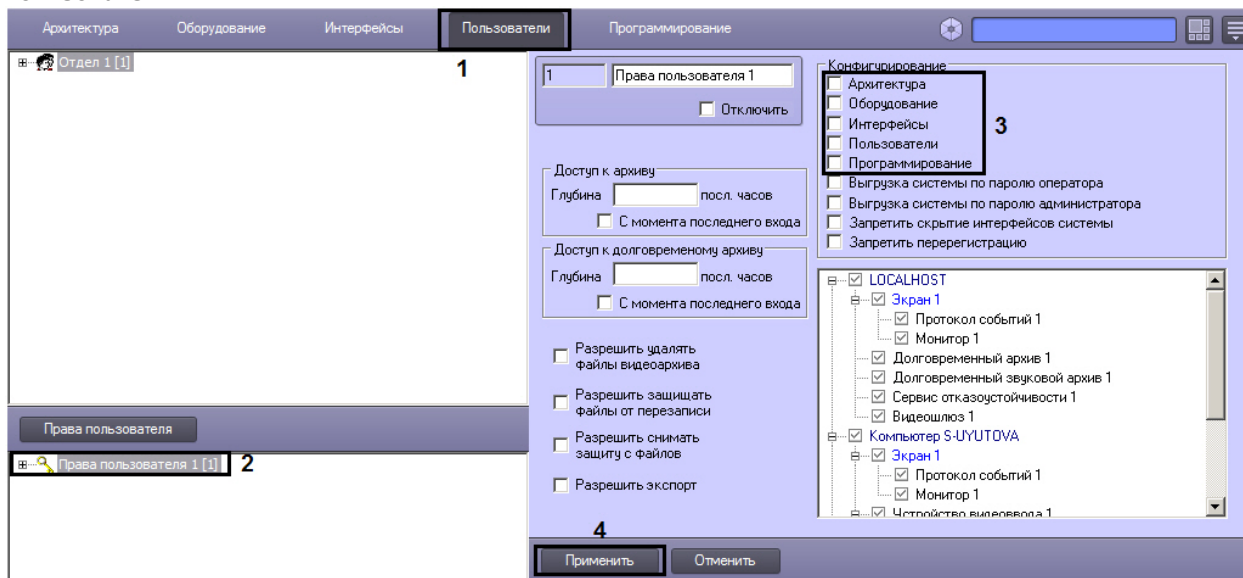 Архитектура Оборудование Интерфейсы Пользователи Программирование
1
Отдел 1 [1]
Права пользователя
Права пользователя 1 [1]
2
1 Права пользователя 1
Отключить
Доступ к архиву
Глубина посл. часов
С момента последнего входа
Доступ к долговременому архиву
Глубина посл. часов
С момента последнего входа
Разрешить удалять
файлы видеоархива
Разрешить защищать
файлы от перезаписи
Разрешить снимать
защиту с файлов
Разрешить экспорт
Конфигурирование
Архитектура
Оборудование
Интерфейсы
3
Пользователи
Программирование
Выгрузка системы по паролю оператора
Выгрузка системы по паролю администратора
Запретить скрытие интерфейсов системы
Запретить перерегистрацию
LOCALHOST
Экран 1
Протокол событий 1
Монитор 1
Долговременный архив 1
Долговременный звуковой архив 1
Сервис отказоустойчивости 1
Видеошлюз 1
Компьютер S-UYUTOVA
Экран 1
Протокол событий 1
Монитор 1
Устройство видеоввода 1
4
Применить Отменить